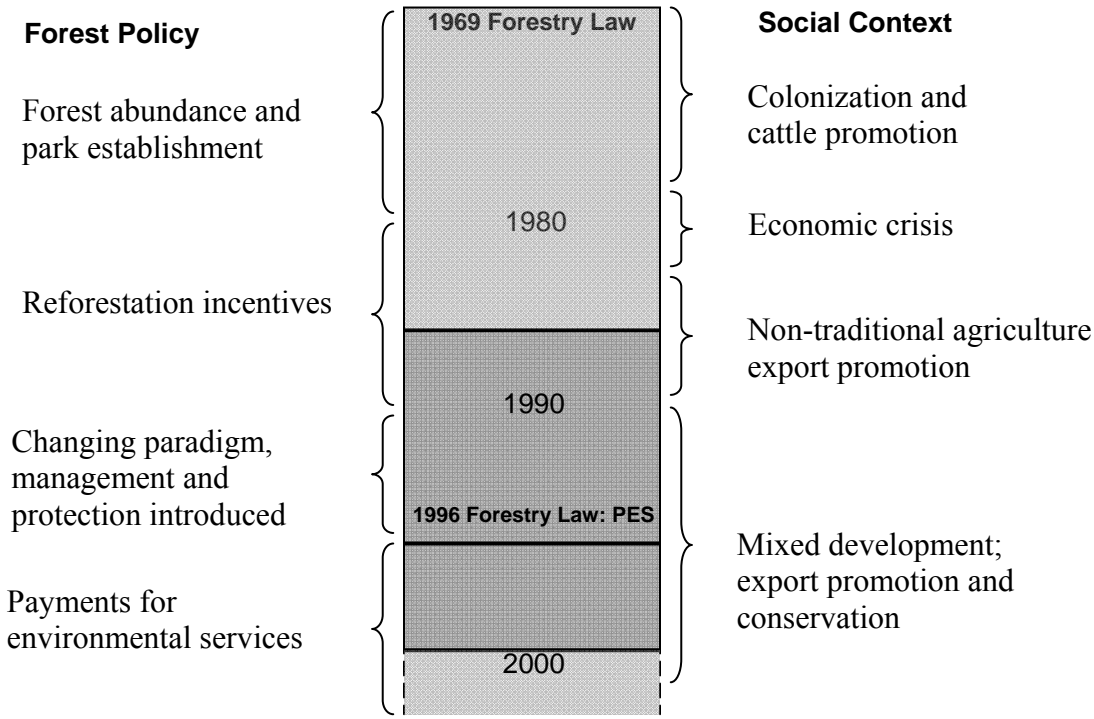 Forest Policy
Forest abundance and
park establishment
Reforestation incentives
Changing paradigm,
management and
protection introduced
Payments for
environmental services
1969 Forestry Law
1980
1990
1996 Forestry Law: PES
2000
Social Context
Colonization and
cattle promotion
Economic crisis
Non-traditional agriculture
export promotion
Mixed development;
export promotion and
conservation